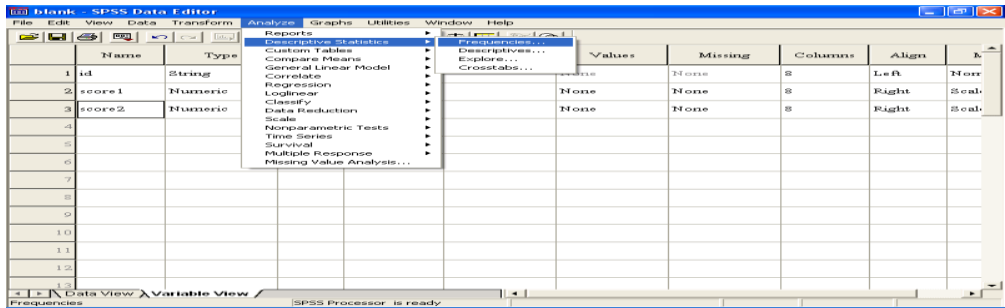 blank - SPSS Data Editor
File Edit View Data Transform Analyze Graphs Utilities Window Help
Reports
Descriptive Statistics
Custom Tables
Compare Means
General Linear Model
Correlate
Regression
Loglinear
Classify
Data Reduction
Scale
Nonparametric Tests
Time Series
Survival
Multiple Response
Missing Value Analysis...
Frequencies...
Descriptives...
Explore...
Crosstabs...
Name Type Values Missing Columns Align
1 id String None None 8 Left Nom
2 score1 Numeric None None 8 Right Scal
3 score2 Numeric None None 8 Right Scal
4
5
6
7
8
9
10
11
12
13
Data View Variable View
Frequencies SPSS Processor is ready